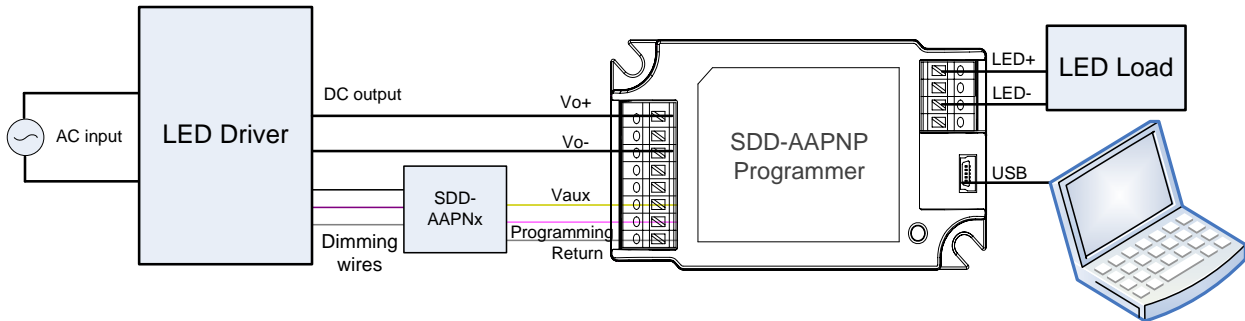 AC input
LED Driver
DC output
Vo+
Vo-
Dimming
wires
SDD-
AAPNx
Vaux
Programming
Return
SDD-AAPNP
Programmer
LED+
LED-
USB
LED Load